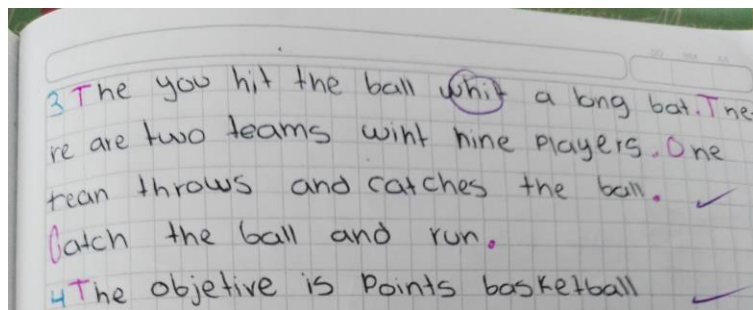 3 The you hit the ball whit a long bat. The
re are two teams wiht nine players. One
tean throws and catches the ball.
Catch the ball and run.
4 The objetive is Points basketball